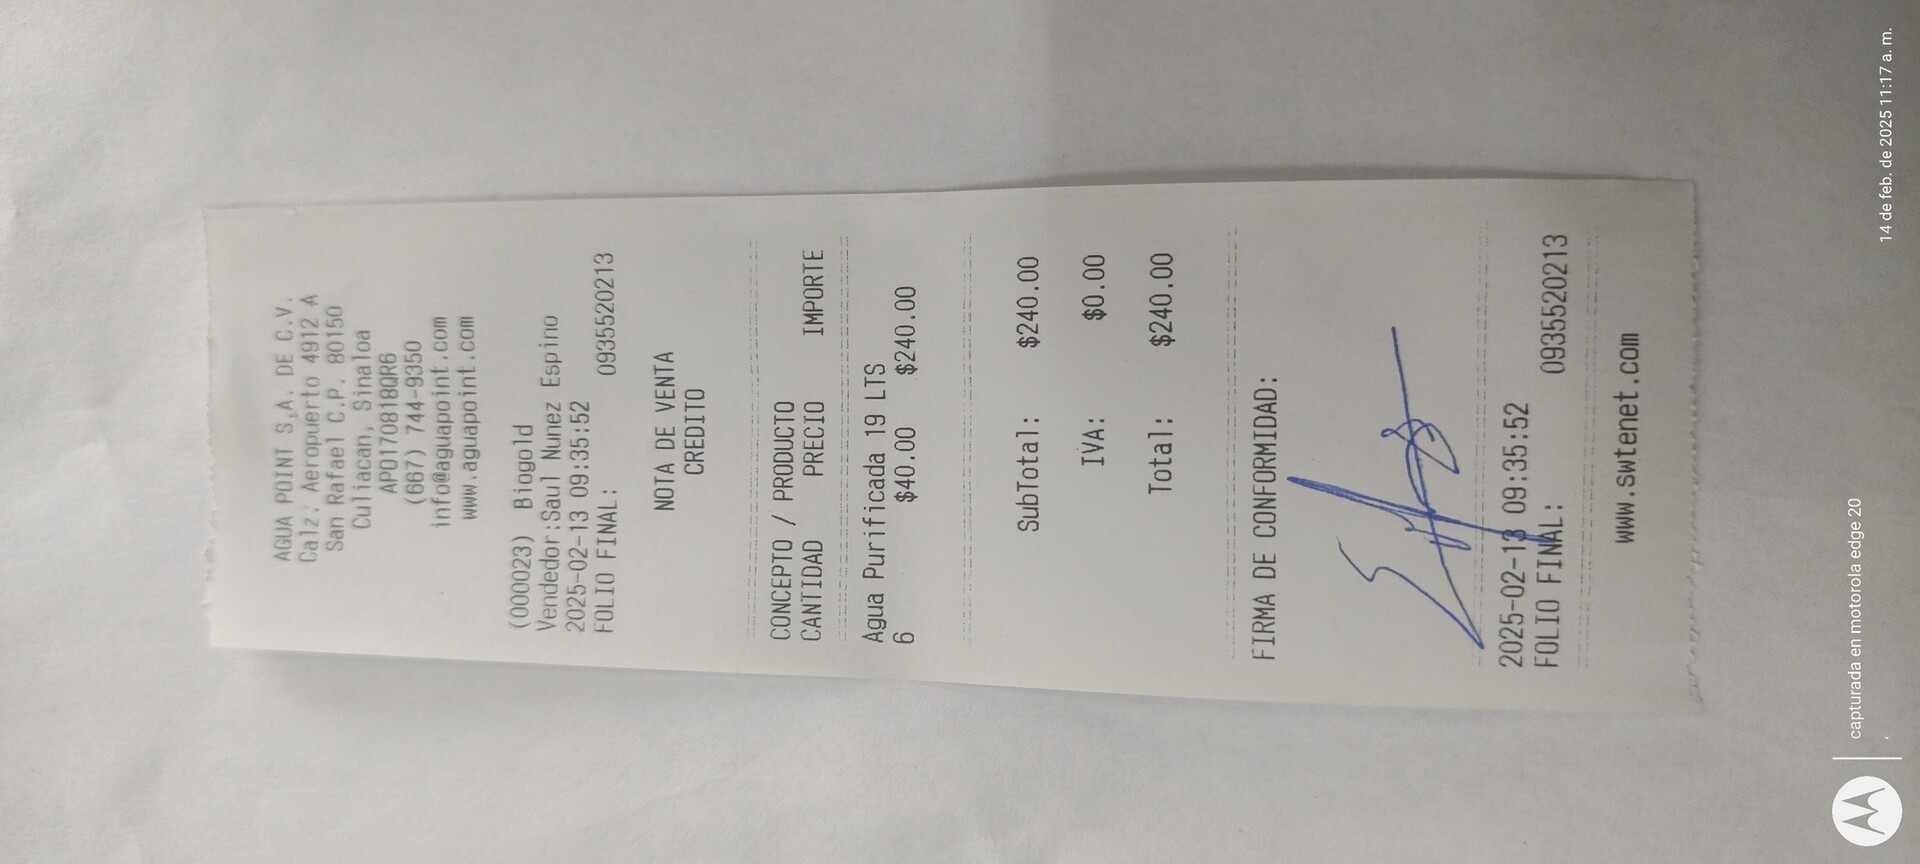 AGUA POINT S.A. DE C.V.
Calz. Aeropuerto 4912 A
San Rafael C.P. 80150
Culiacan, Sinaloa
APO170818QR6
(667) 744-9350
info@aguapoint.com
www.aguapoint.com
(000023) Biogold
Vendedor:Saul Nunez Espino
2025-02-13 09:35:52
FOLIO FINAL: 0935520213
NOTA DE VENTA
CREDITO
CONCEPTO / PRODUCTO
CANTIDAD PRECIO IMPORTE
Agua Purificada 19 LTS
6 $40.00 $240.00
SubTotal: $240.00
IVA: $0.00
Total: $240.00
FIRMA DE CONFORMIDAD:
2025-02-13 09:35:52
FOLIO FINAL: 0935520213
www.swtenet.com
capturada en motorola edge 20
14 de feb. de 2025 11:17 a. m.